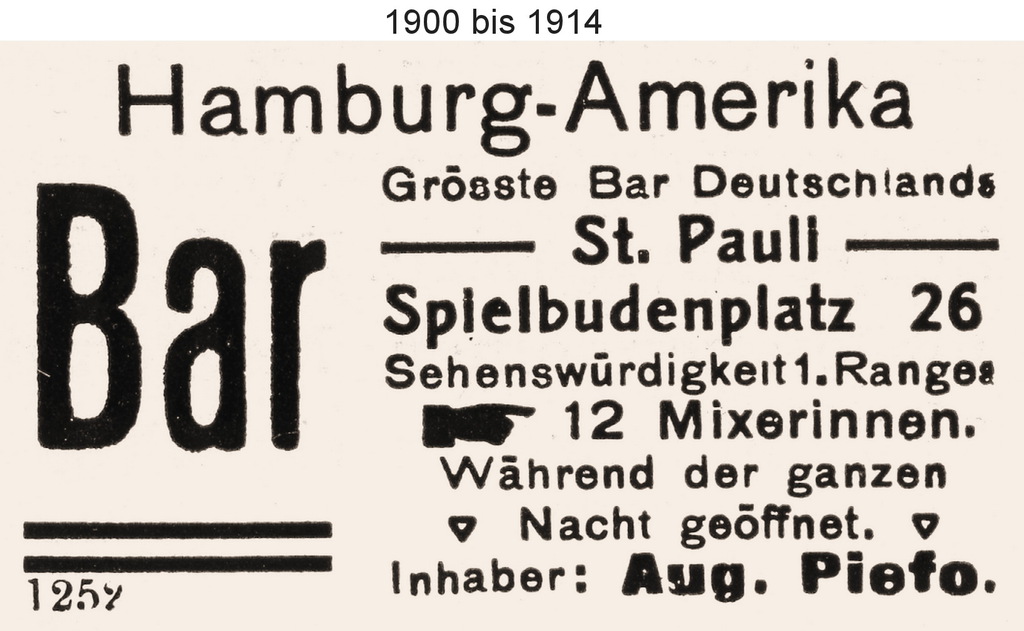 1900 bis 1914
Hamburg-Amerika
Bar
Grösste Bar Deutschlands
St. Pauli
Spielbudenplatz 26
Sehenswürdigkeit 1. Ranges
12 Mixerinnen.
Während der ganzen
Nacht geöffnet.
Inhaber: Aug. Piefo.